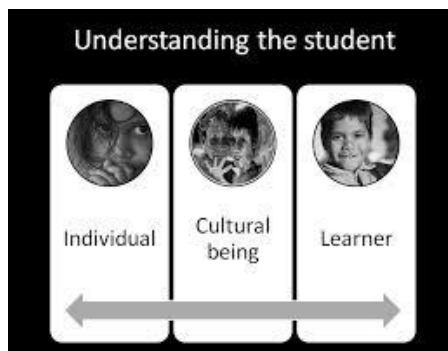 Understanding the student
Individual
Cultural
being
Learner